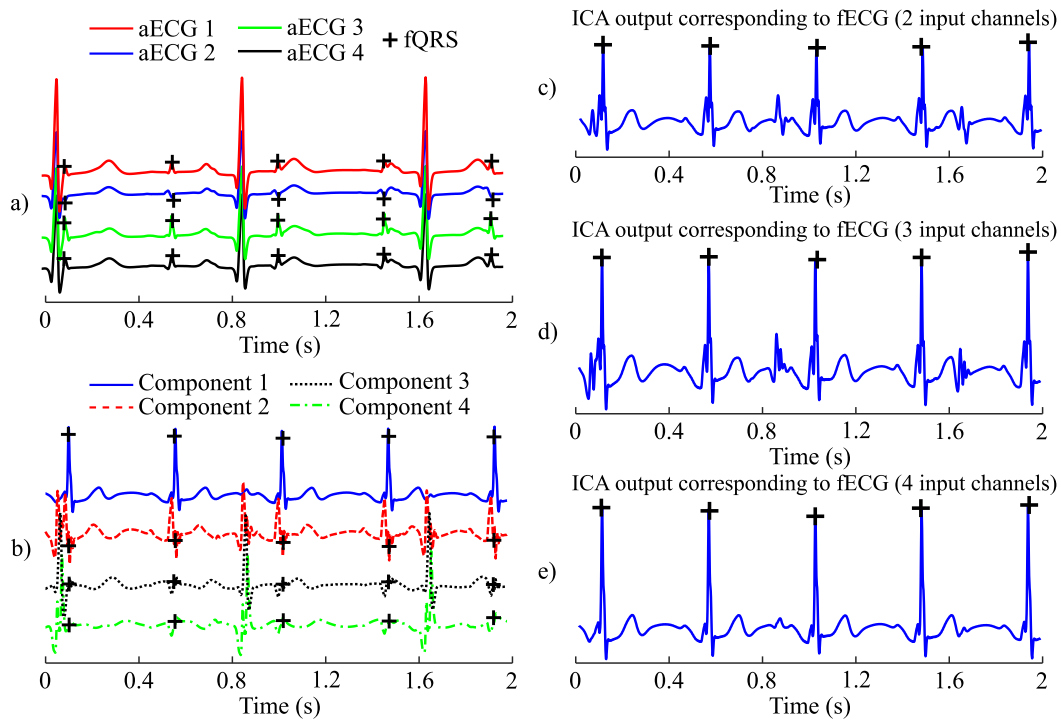 aECG 1
aECG 2
aECG 3
aECG 4
fQRS
a)
0 0.4 0.8 1.2 1.6 2
Time (s)
Component 1
Component 2
Component 3
Component 4
b)
0 0.4 0.8 1.2 1.6 2
Time (s)
ICA output corresponding to fECG (2 input channels)
c)
0 0.4 0.8 1.2 1.6 2
Time (s)
ICA output corresponding to fECG (3 input channels)
d)
0 0.4 0.8 1.2 1.6 2
Time (s)
ICA output corresponding to fECG (4 input channels)
e)
0 0.4 0.8 1.2 1.6 2
Time (s)